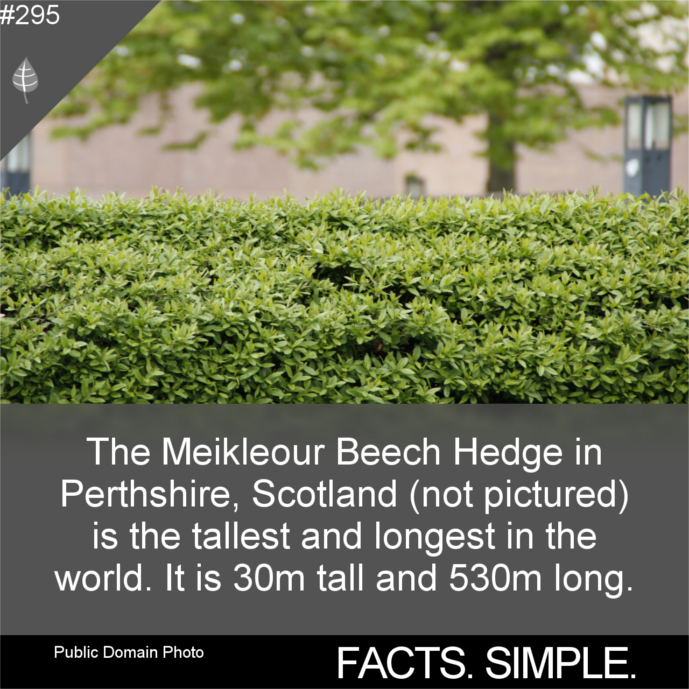 #295
The Meikleour Beech Hedge in
Perthshire, Scotland (not pictured)
is the tallest and longest in the
world. It is 30m tall and 530m long.
Public Domain Photo
FACTS. SIMPLE.